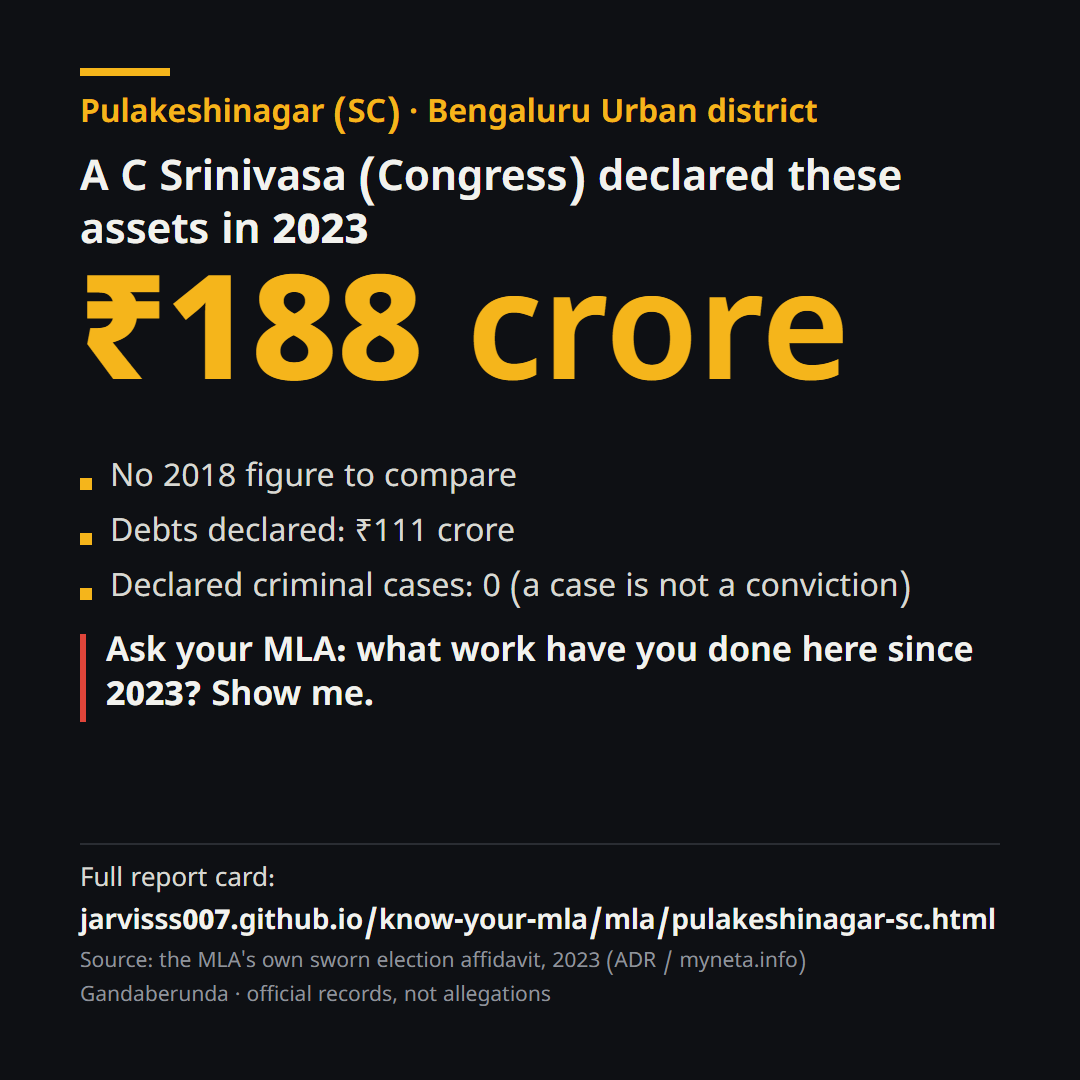 Pulakeshinagar (SC) · Bengaluru Urban district
A C Srinivasa (Congress) declared these
assets in 2023
₹188 crore
No 2018 figure to compare
Debts declared: ₹111 crore
Declared criminal cases: 0 (a case is not a conviction)
Ask your MLA: what work have you done here since
2023? Show me.
Full report card:
jarvisss007.github.io/know-your-mla/mla/pulakeshinagar-sc.html
Source: the MLA's own sworn election affidavit, 2023 (ADR / myneta.info)
Gandaberunda · official records, not allegations